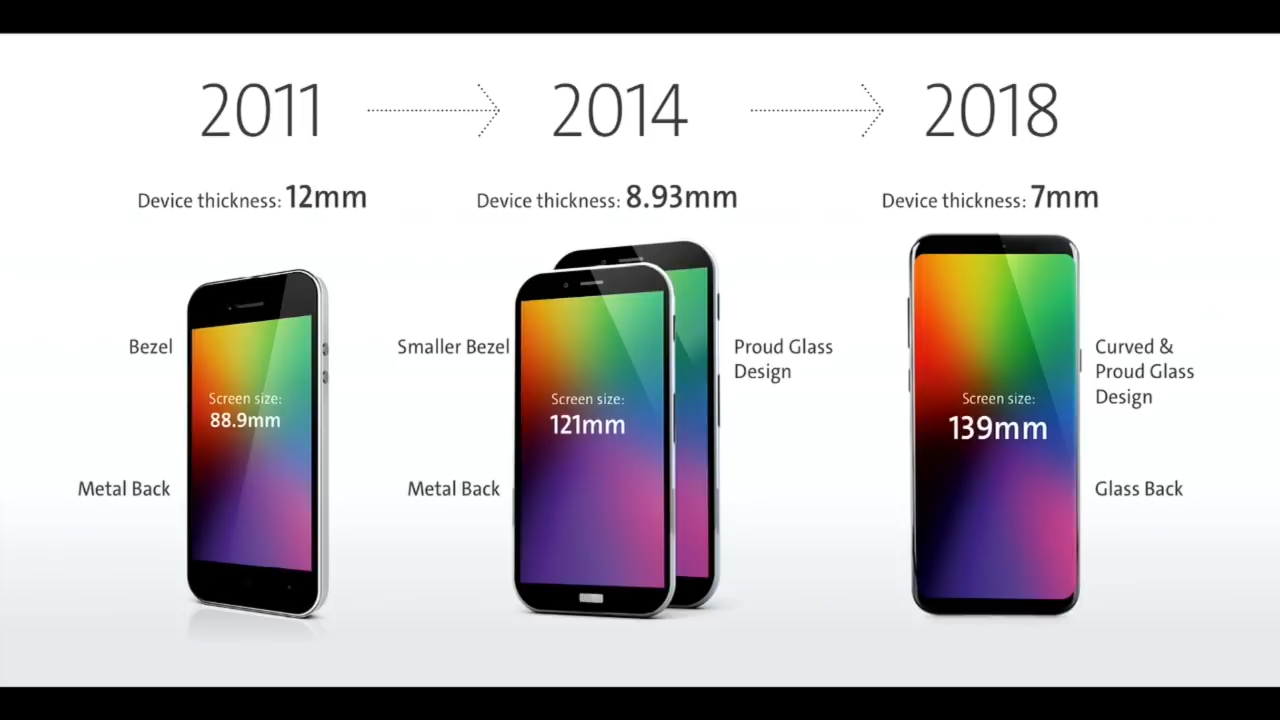 2011
2014
2018
Device thickness: 12mm
Device thickness: 8.93mm
Device thickness: 7mm
Bezel
Smaller Bezel
Proud Glass
Design
Curved &
Proud Glass
Design
Screen size:
88.9mm
Screen size:
121mm
Screen size:
139mm
Metal Back
Metal Back
Glass Back